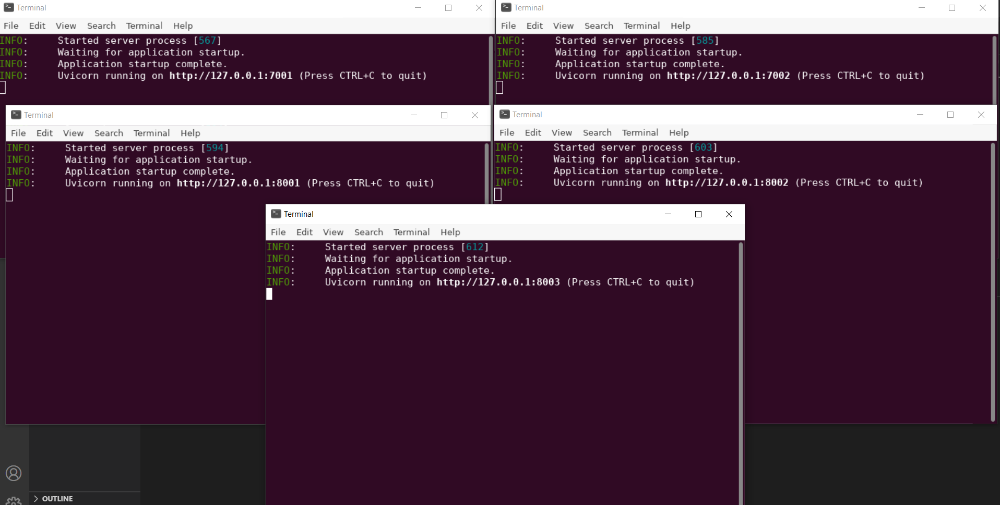 Terminal
File Edit View Search Terminal Help
INFO: Started server process [567]
INFO: Waiting for application startup.
INFO: Application startup complete.
INFO: Uvicorn running on http://127.0.0.1:7001 (Press CTRL+C to quit)
Terminal
File Edit View Search Terminal Help
INFO: Started server process [585]
INFO: Waiting for application startup.
INFO: Application startup complete.
INFO: Uvicorn running on http://127.0.0.1:7002 (Press CTRL+C to quit)
Terminal
File Edit View Search Terminal Help
INFO: Started server process [594]
INFO: Waiting for application startup.
INFO: Application startup complete.
INFO: Uvicorn running on http://127.0.0.1:8001 (Press CTRL+C to quit)
Terminal
File Edit View Search Terminal Help
INFO: Started server process [603]
INFO: Waiting for application startup.
INFO: Application startup complete.
INFO: Uvicorn running on http://127.0.0.1:8002 (Press CTRL+C to quit)
Terminal
File Edit View Search Terminal Help
INFO: Started server process [612]
INFO: Waiting for application startup.
INFO: Application startup complete.
INFO: Uvicorn running on http://127.0.0.1:8003 (Press CTRL+C to quit)
OUTLINE